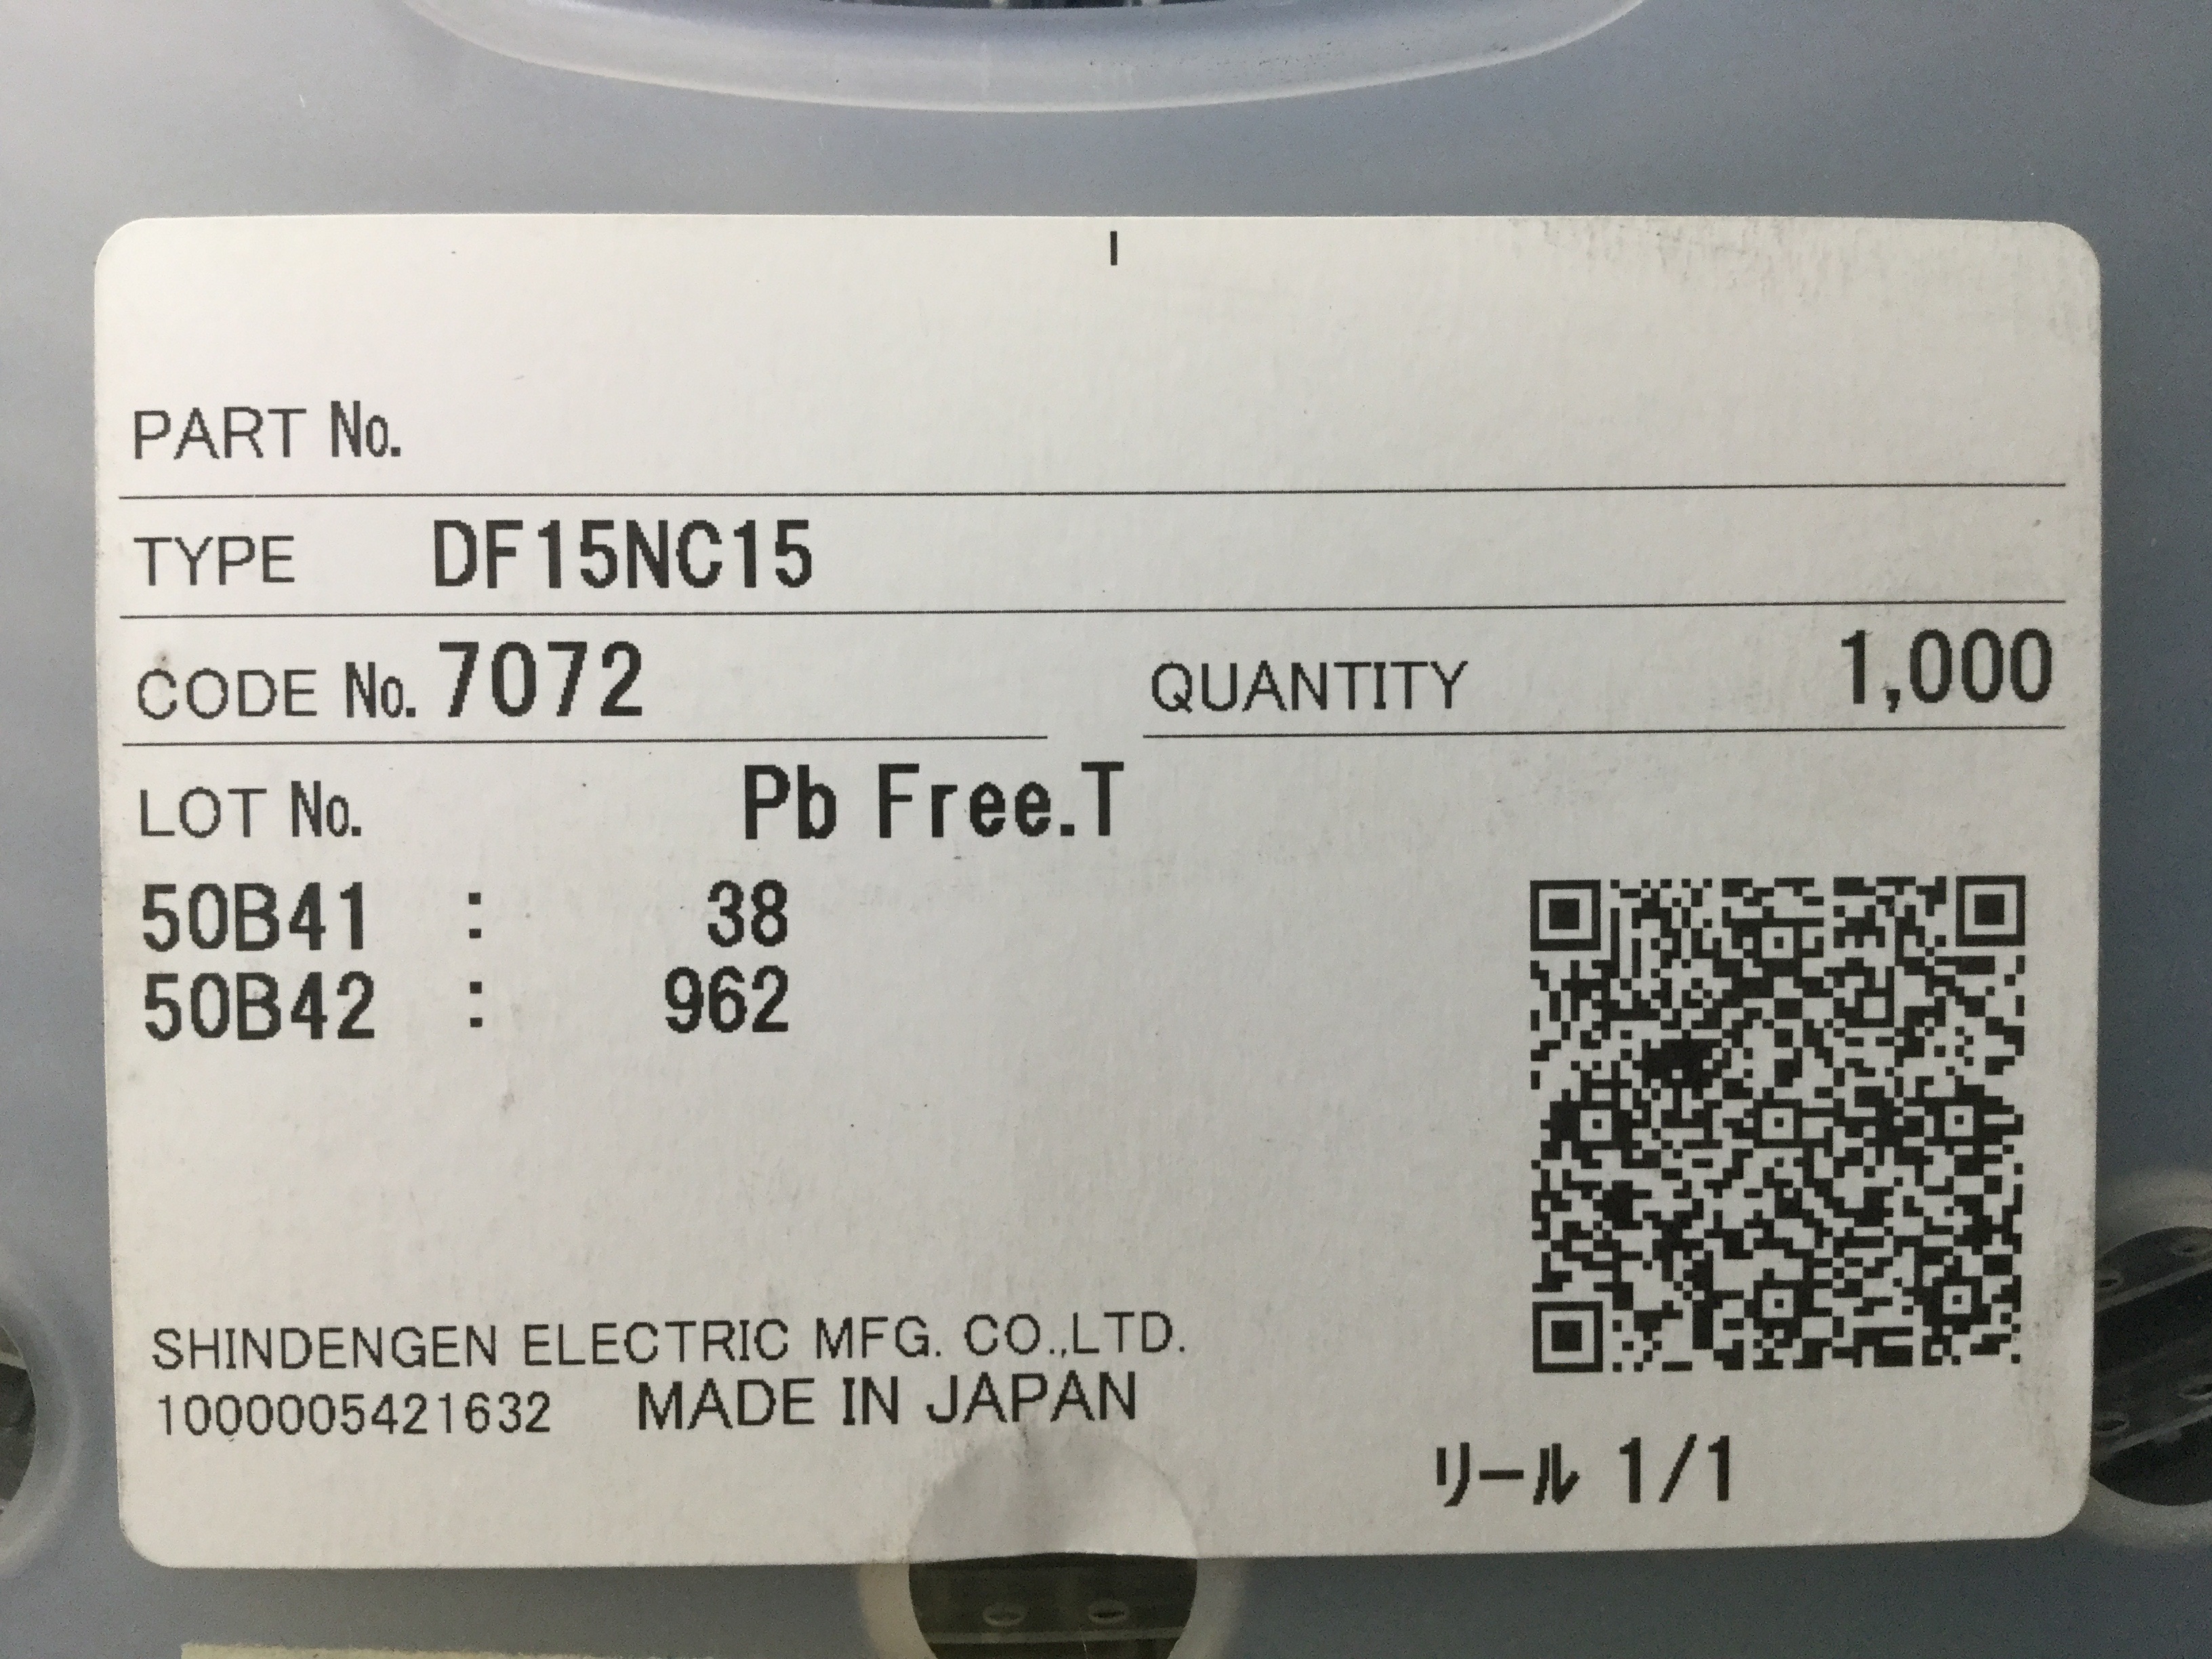 PART No.
TYPE DF15NC15
CODE No. 7072 QUANTITY 1,000
LOT No. Pb Free.T
50B41 : 38
50B42 : 962
SHINDENGEN ELECTRIC MFG. CO.,LTD.
1000005421632 MADE IN JAPAN
リール 1/1